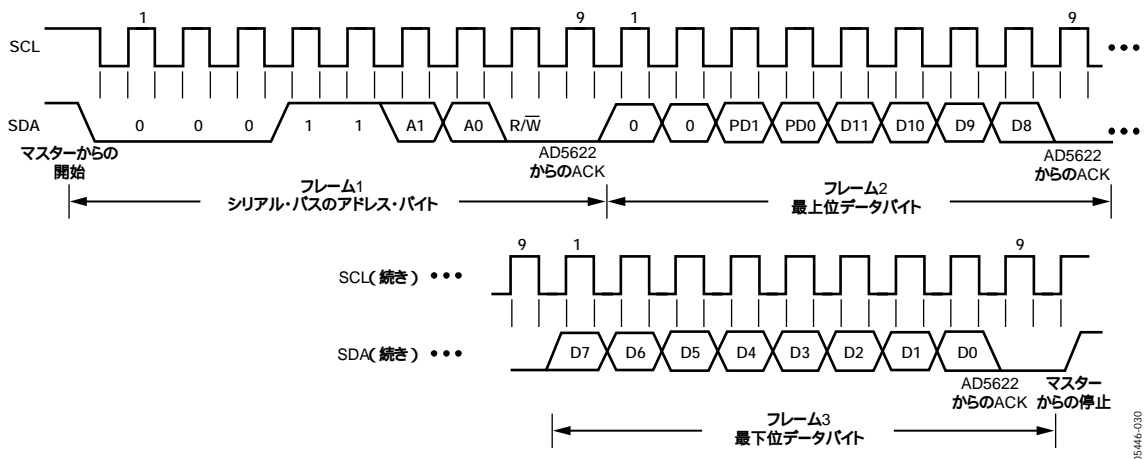 1 9 1 9
SCL
SDA 0 0 0 1 1 A1 A0 R/W̅ 0 0 PD1 PD0 D11 D10 D9 D8
マスターからの
開始
AD5622
からのACK
AD5622
からのACK
フレーム1
シリアル・バスのアドレス・バイト
フレーム2
最上位データバイト
9 1 9
SCL(続き)
SDA(続き) D7 D6 D5 D4 D3 D2 D1 D0
AD5622
からのACK
マスター
からの停止
フレーム3
最下位データバイト
05446-030